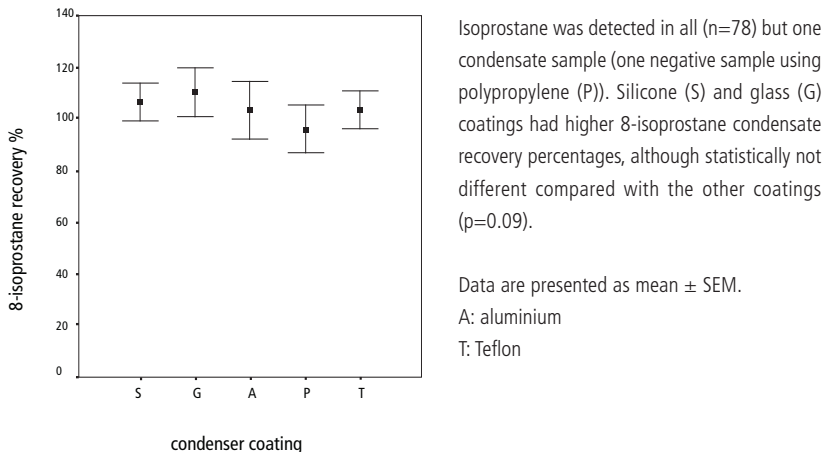 140
120
100
80
60
40
20
0
8-isoprostane recovery %
S G A P T
condenser coating
Isoprostane was detected in all (n=78) but one
condensate sample (one negative sample using
polypropylene (P)). Silicone (S) and glass (G)
coatings had higher 8-isoprostane condensate
recovery percentages, although statistically not
different compared with the other coatings
(p=0.09).
Data are presented as mean ± SEM.
A: aluminium
T: Teflon